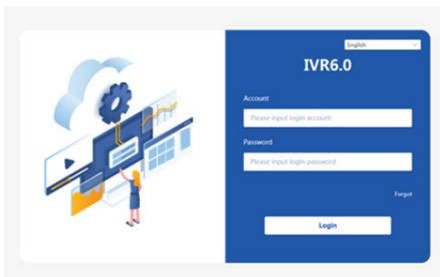 English
IVR6.0
Account
Please input login account
Password
Please input login password
Forgot
Login